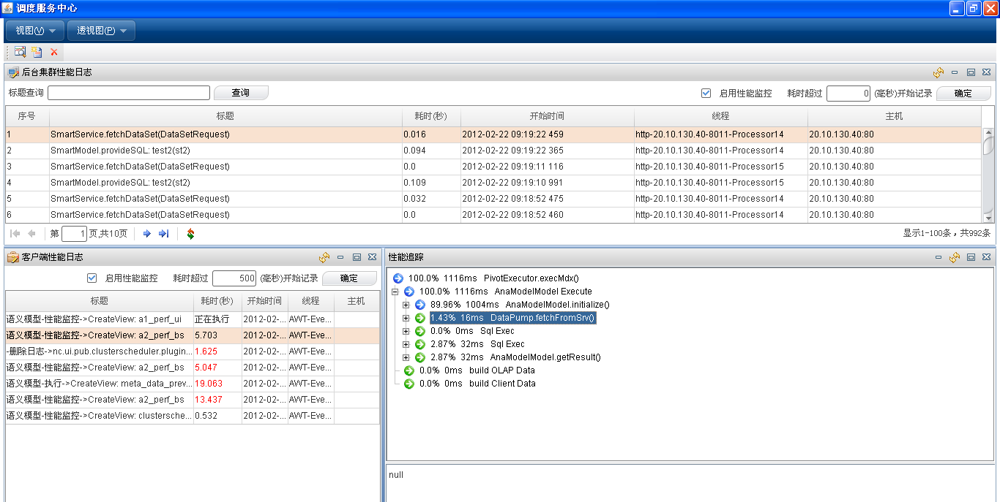 调度服务中心
视图(V) 透视图(P)
后台集群性能日志
标题查询 查询 启用性能监控 耗时超过 0 (毫秒)开始记录 确定
序号 标题 耗时(秒) 开始时间 线程 主机
1 SmartService.fetchDataSet(DataSetRequest) 0.016 2012-02-22 09:19:22 459 http-20.10.130.40-8011-Processor14 20.10.130.40:80
2 SmartModel.provideSQL: test2(st2) 0.094 2012-02-22 09:19:22 365 http-20.10.130.40-8011-Processor14 20.10.130.40:80
3 SmartService.fetchDataSet(DataSetRequest) 0.0 2012-02-22 09:19:11 116 http-20.10.130.40-8011-Processor15 20.10.130.40:80
4 SmartModel.provideSQL: test2(st2) 0.109 2012-02-22 09:19:10 991 http-20.10.130.40-8011-Processor15 20.10.130.40:80
5 SmartService.fetchDataSet(DataSetRequest) 0.032 2012-02-22 09:18:52 475 http-20.10.130.40-8011-Processor14 20.10.130.40:80
6 SmartService.fetchDataSet(DataSetRequest) 0.0 2012-02-22 09:18:52 460 http-20.10.130.40-8011-Processor14 20.10.130.40:80
第 1 页,共10页 显示1-100条，共992条
客户端性能日志
启用性能监控 耗时超过 500 (毫秒)开始记录 确定
标题 耗时(秒) 开始时间 线程 主机
语义模型-性能监控->CreateView: a1_perf_ui 正在执行 2012-02-... AWT-Eve...
语义模型-性能监控->CreateView: a2_perf_bs 5.703 2012-02-... AWT-Eve...
-删除日志->nc.ui.pub.clusterscheduler.plugin... 1.625 2012-02-... AWT-Eve...
语义模型-性能监控->CreateView: a2_perf_bs 5.047 2012-02-... AWT-Eve...
语义模型-执行->CreateView: meta_data_prev... 19.063 2012-02-... AWT-Eve...
语义模型-性能监控->CreateView: a2_perf_bs 13.437 2012-02-... AWT-Eve...
语义模型-性能监控->CreateView: clustersche... 0.532 2012-02-... AWT-Eve...
性能追踪
100.0% 1116ms PivotExecutor.execMdx()
100.0% 1116ms AnaModelModel Execute
89.96% 1004ms AnaModelModel.initialize()
1.43% 16ms DataPump.fetchFromSrv()
0.0% 0ms Sql Exec
2.87% 32ms Sql Exec
2.87% 32ms AnaModelModel.getResult()
0.0% 0ms build OLAP Data
0.0% 0ms build Client Data
null